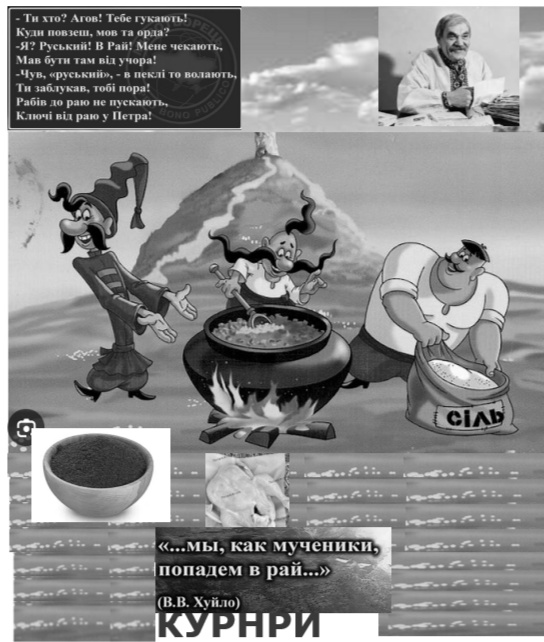 - Ти хто? Агов! Тебе гукають!
Куди повзеш, мов та орда?
-Я? Руський! В Рай! Мене чекають,
Мав бути там від учора!
-Чув, «руський», - в пеклі то волають,
Ти заблукав, тобі пора!
Рабів до раю не пускають,
Ключі від раю у Петра!
сіль
«...мы, как мученики,
попадем в рай...»
(В.В. Хуйло)
КУРНРИ